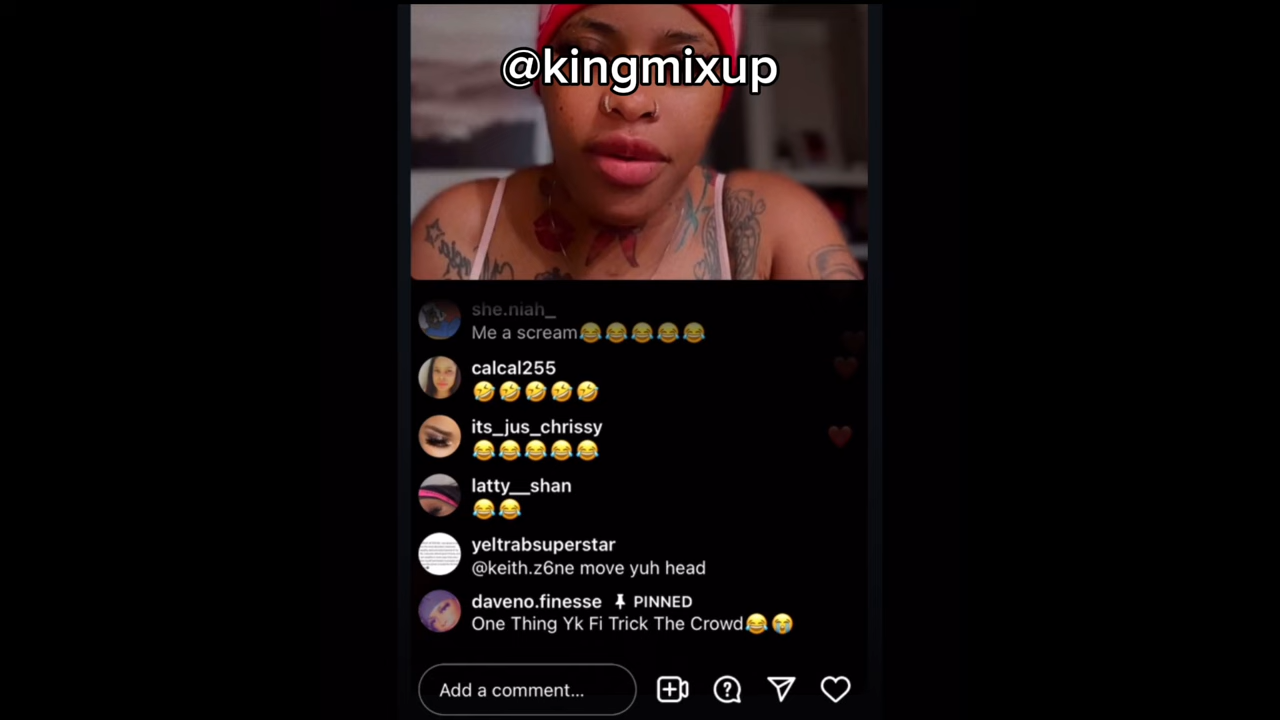 @kingmixup
she.niah_
Me a scream😂😂😂😂😂
calcal255
🤣🤣🤣🤣🤣
its_jus_chrissy
😂😂😂😂😂
latty__shan
😂😂
yeltrabsuperstar
@keith.z6ne move yuh head
daveno.finesse PINNED
One Thing Yk Fi Trick The Crowd😂😭
Add a comment...